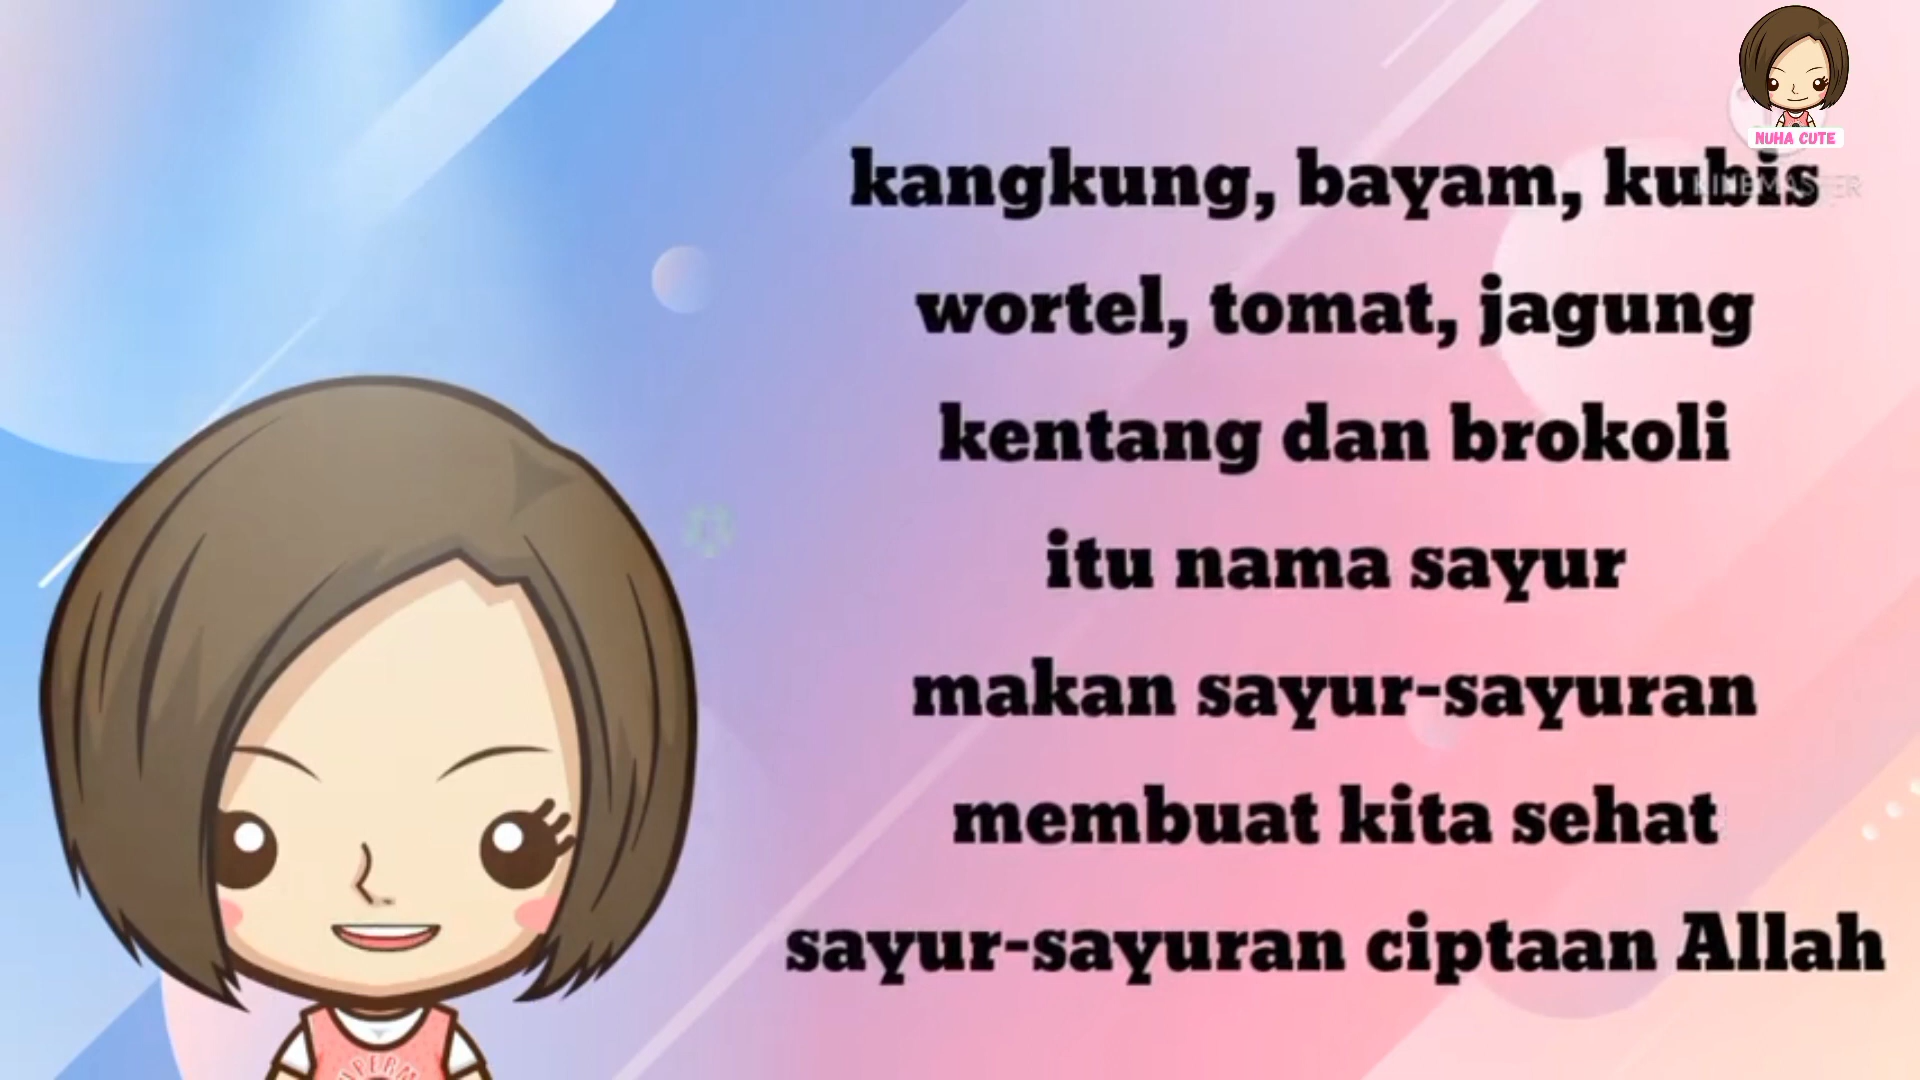 NUHA CUTE
KINEMASTER
kangkung, bayam, kubis
wortel, tomat, jagung
kentang dan brokoli
itu nama sayur
makan sayur-sayuran
membuat kita sehat
sayur-sayuran ciptaan Allah